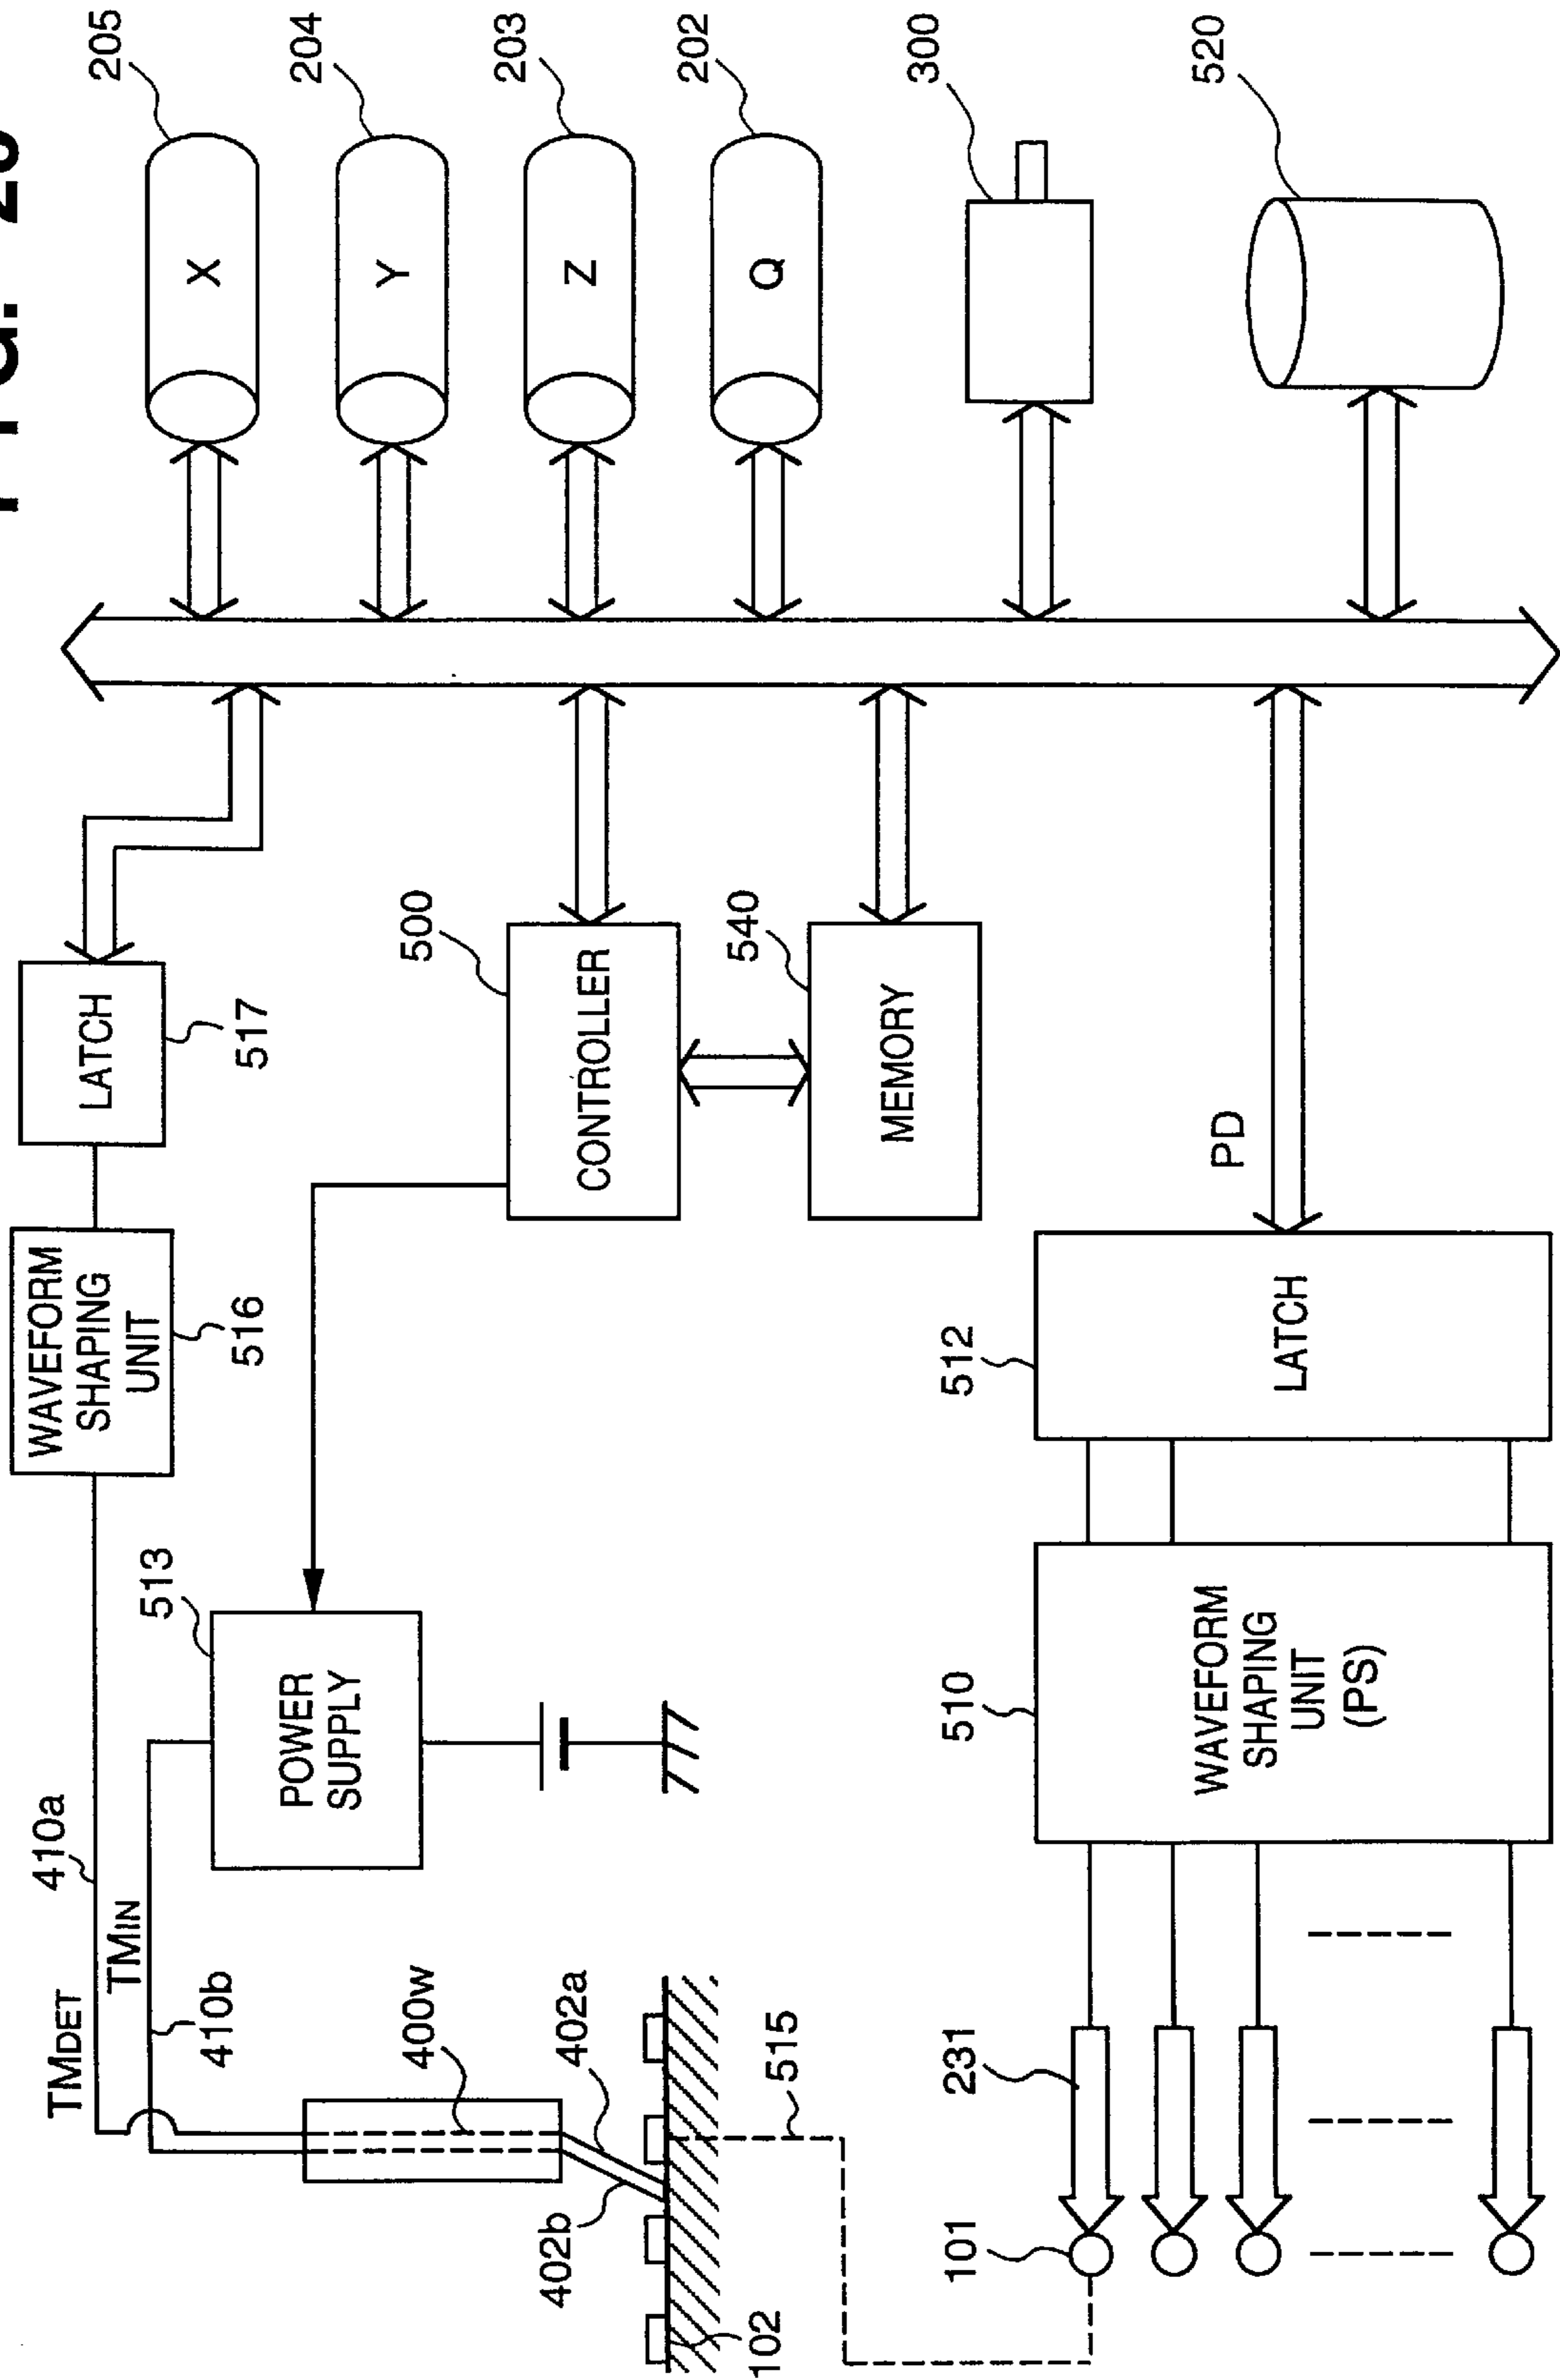 FIG.
TMDET
410a
TMIN
410b
WAVEFORM
SHAPING
UNIT
516
LATCH
517
205
X
204
Y
203
Z
202
Q
300
520
513
POWER
SUPPLY
400w
402a
402b
102
515
500
CONTROLLER
540
MEMORY
PD
231
101
510
WAVEFORM
SHAPING
UNIT
(PS)
512
LATCH